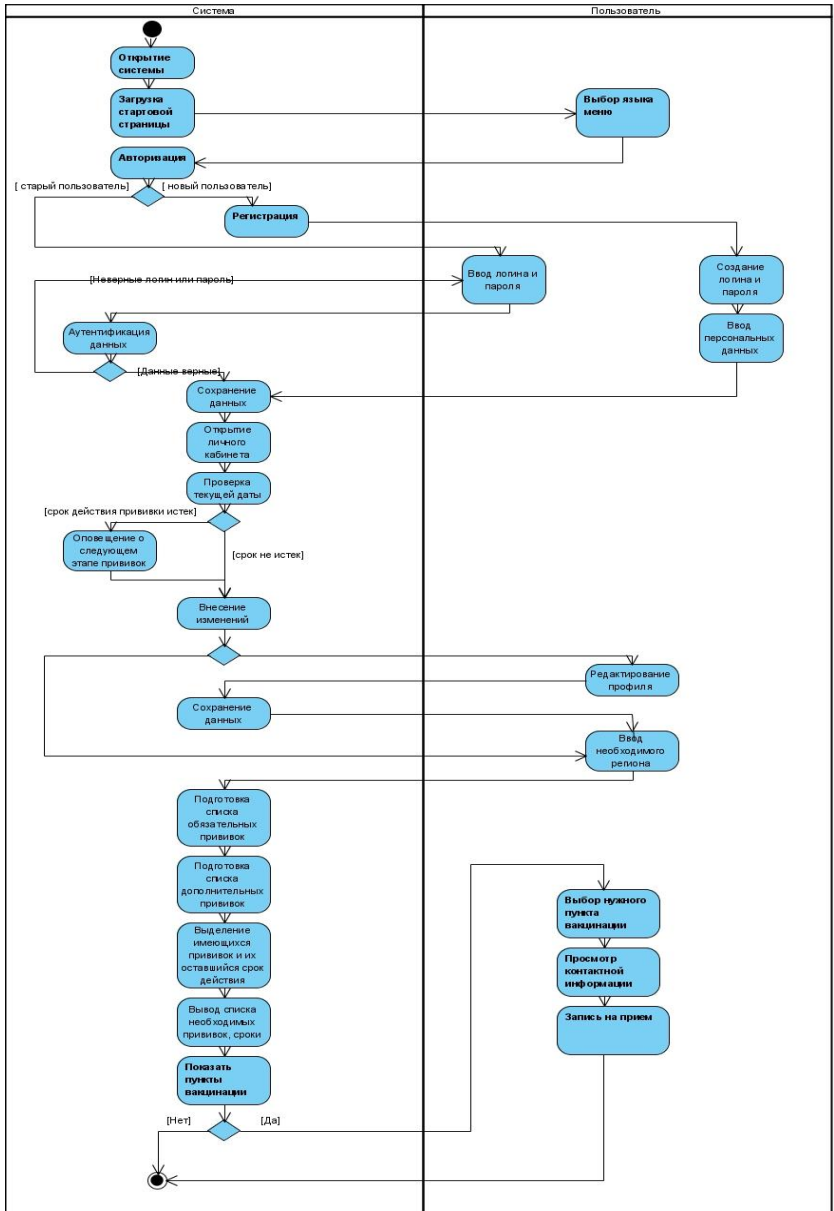 Система
Пользователь
Открытие
системы
Загрузка
стартовой
страницы
Выбор языка
меню
Авторизация
[ старый пользователь]
[ новый пользователь]
Регистрация
Ввод логина и
пароля
Создание
логина и
пароля
[Неверные логин или пароль]
Ввод
персональных
данных
Аутентификация
данных
[Данные верные]
Сохранение
данных
Открытие
личного
кабинета
Проверка
текущей даты
[срок действия прививки истек]
Оповещение о
следующем
этапе прививок
[срок не истек]
Внесение
изменений
Редактирование
профиля
Сохранение
данных
Ввод
необходимого
региона
Подготовка
списка
обязательных
прививок
Подготовка
списка
дополнительных
прививок
Выбор нужного
пункта
вакцинации
Выделение
имеющихся
прививок и их
оставшийся срок
действия
Просмотр
контактной
информации
Вывод списка
необходимых
прививок, сроки
Запись на прием
Показать
пункты
вакцинации
[Нет]
[Да]